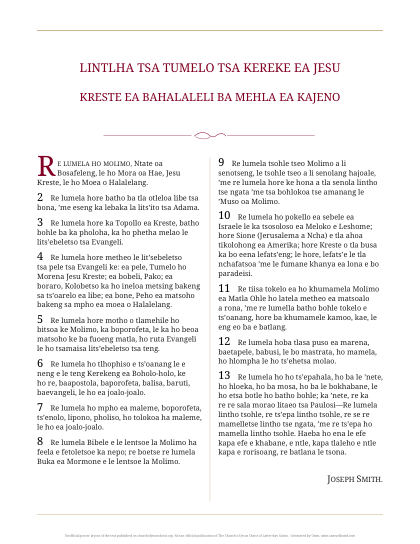 LINTLHA TSA TUMELO TSA KEREKE EA JESU
KRESTE EA BAHALALELI BA MEHLA EA KAJENO
RE LUMELA HO MOLIMO, Ntate oa
Bosafeleng, le ho Mora oa Hae, Jesu
Kreste, le ho Moea o Halalelang.
2 Re lumela hore batho ba tla otleloa libe tsa
bona, 'me eseng ka lebaka la lits'ito tsa Adama.
3 Re lumela hore ka Topollo ea Kreste, batho
bohle ba ka pholoha, ka ho phetha melao le
lits'ebeletso tsa Evangeli.
4 Re lumela hore metheo le lits'ebeletso
tsa pele tsa Evangeli ke: ea pele, Tumelo ho
Morena Jesu Kreste; ea bobeli, Pako; ea
boraro, Kolobetso ka ho ineloa metsing bakeng
sa ts'oarelo ea libe; ea bone, Peho ea matsoho
bakeng sa mpho ea moea o Halalelang.
5 Re lumela hore motho o tlamehile ho
bitsoa ke Molimo, ka boporofeta, le ka ho beoa
matsoho ke ba fuoeng matla, ho ruta Evangeli
le ho tsamaisa lits'ebeletso tsa teng.
6 Re lumela ho tlhophiso e ts'oanang le e
neng e le teng Kerekeng ea Boholo-holo, ke
ho re, baapostola, baporofeta, balisa, baruti,
baevangeli, le ho ea joalo-joalo.
7 Re lumela ho mpho ea maleme, boporofeta,
ts'enolo, lipono, pholiso, ho toloka ha maleme,
le ho ea joalo-joalo.
8 Re lumela Bibele e le lentsoe la Molimo ha
feela e fetoletsoe ka nepo; re boetse re lumela
Buka ea Mormone e le lentsoe la Molimo.
9 Re lumela tsohle tseo Molimo a li
senotseng, le tsohle tseo a li senolang hajoale,
'me re lumela hore ke hona a tla senola lintho
tse ngata 'me tsa bohlokoa tse amanang le
'Muso oa Molimo.
10 Re lumela ho pokello ea sebele ea
Israele le ka tsosoloso ea Meloko e Leshome;
hore Sione (Jerusalema e Ncha) e tla ahoa
tikolohong ea Amerika; hore Kreste o tla busa
ka bo eena lefats'eng; le hore, lefats'e le tla
nchafatsoa 'me le fumane khanya ea lona e bo
paradeisi.
11 Re tiisa tokelo ea ho khumamela Molimo
ea Matla Ohle ho latela metheo ea matsoalo
a rona, 'me re lumella batho bohle tokelo e
ts'oanang, hore ba khumamele kamoo, kae, le
eng eo ba e batlang.
12 Re lumela hoba tlasa puso ea marena,
baetapele, babusi, le bo mastrata, ho mamela,
ho hlompha le ho ts'ehetsa molao.
13 Re lumela ho ho ts'epahala, ho ba le 'nete,
ho hloeka, ho ba mosa, ho ba le bokhabane, le
ho etsa botle ho batho bohle; ka 'nete, re ka
re re sala morao litaeo tsa Paulosi—Re lumela
lintho tsohle, re ts'epa lintho tsohle, re se re
mamelletse lintho tse ngata, 'me re ts'epa ho
mamella lintho tsohle. Haeba ho ena le efe
kapa efe e khabane, e ntle, kapa tlaleho e ntle
kapa e rorisoang, re batlana le tsona.
JOSEPH SMITH.